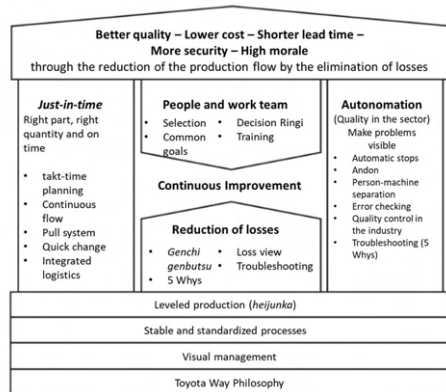 Better quality – Lower cost – Shorter lead time –
More security – High morale
through the reduction of the production flow by the elimination of losses
Just-in-time
Right part, right
quantity and on
time
• takt-time
planning
• Continuous
flow
• Pull system
• Quick change
• Integrated
logistics
People and work team
• Selection
• Common
goals
• Decision Ringi
• Training
Continuous Improvement
Reduction of losses
• Genchi
genbutsu
• 5 Whys
• Loss view
• Troubleshooting
Autonomation
(Quality in the sector)
Make problems
visible
• Automatic stops
• Andon
• Person-machine
separation
• Error checking
• Quality control in
the industry
• Troubleshooting (5
Whys)
Leveled production (heijunka)
Stable and standardized processes
Visual management
Toyota Way Philosophy